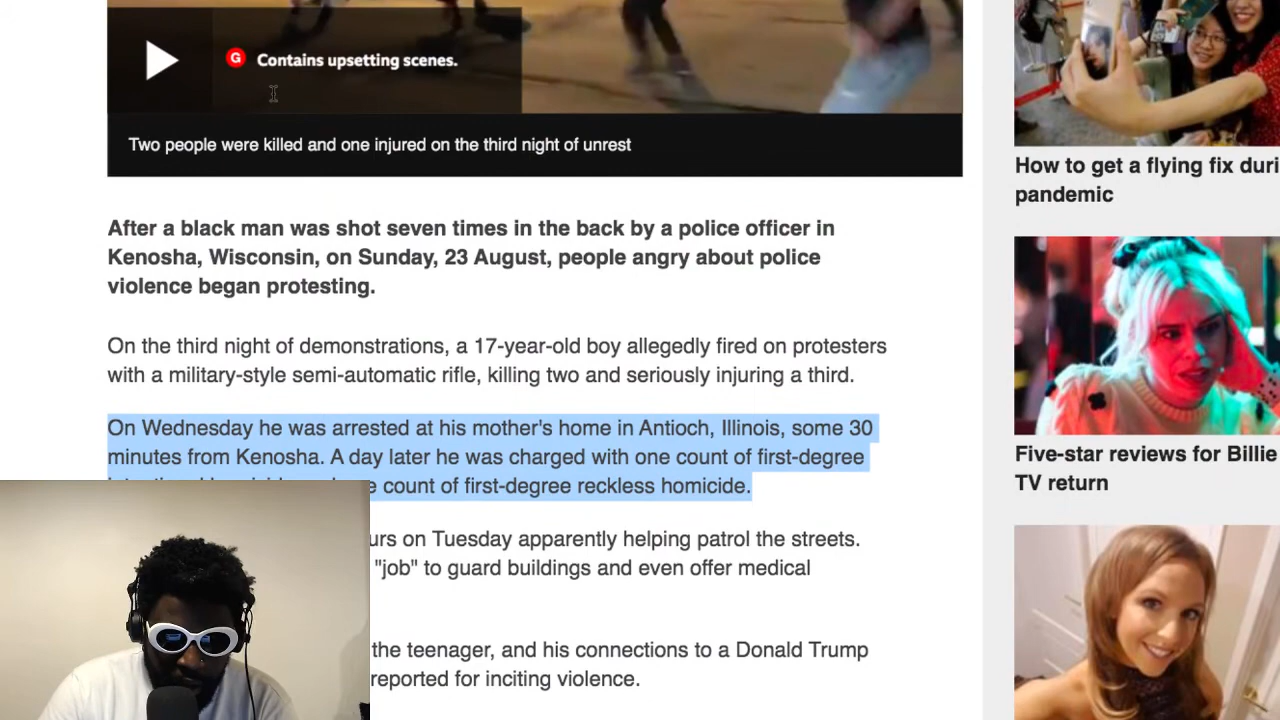 G Contains upsetting scenes.
Two people were killed and one injured on the third night of unrest
After a black man was shot seven times in the back by a police officer in
Kenosha, Wisconsin, on Sunday, 23 August, people angry about police
violence began protesting.
On the third night of demonstrations, a 17-year-old boy allegedly fired on protesters
with a military-style semi-automatic rifle, killing two and seriously injuring a third.
On Wednesday he was arrested at his mother's home in Antioch, Illinois, some 30
minutes from Kenosha. A day later he was charged with one count of first-degree
count of first-degree reckless homicide.
on Tuesday apparently helping patrol the streets.
"job" to guard buildings and even offer medical
the teenager, and his connections to a Donald Trump
reported for inciting violence.
How to get a flying fix duri
pandemic
Five-star reviews for Billie
TV return